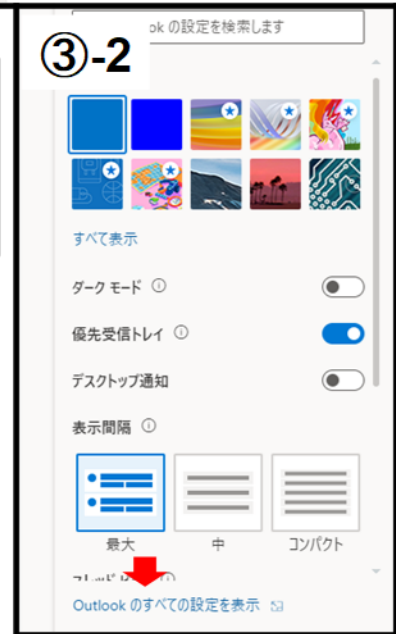 ③-2
ok の設定を検索します
すべて表示
ダーク モード
優先受信トレイ
デスクトップ通知
表示間隔
最大
中
コンパクト
Outlook のすべての設定を表示